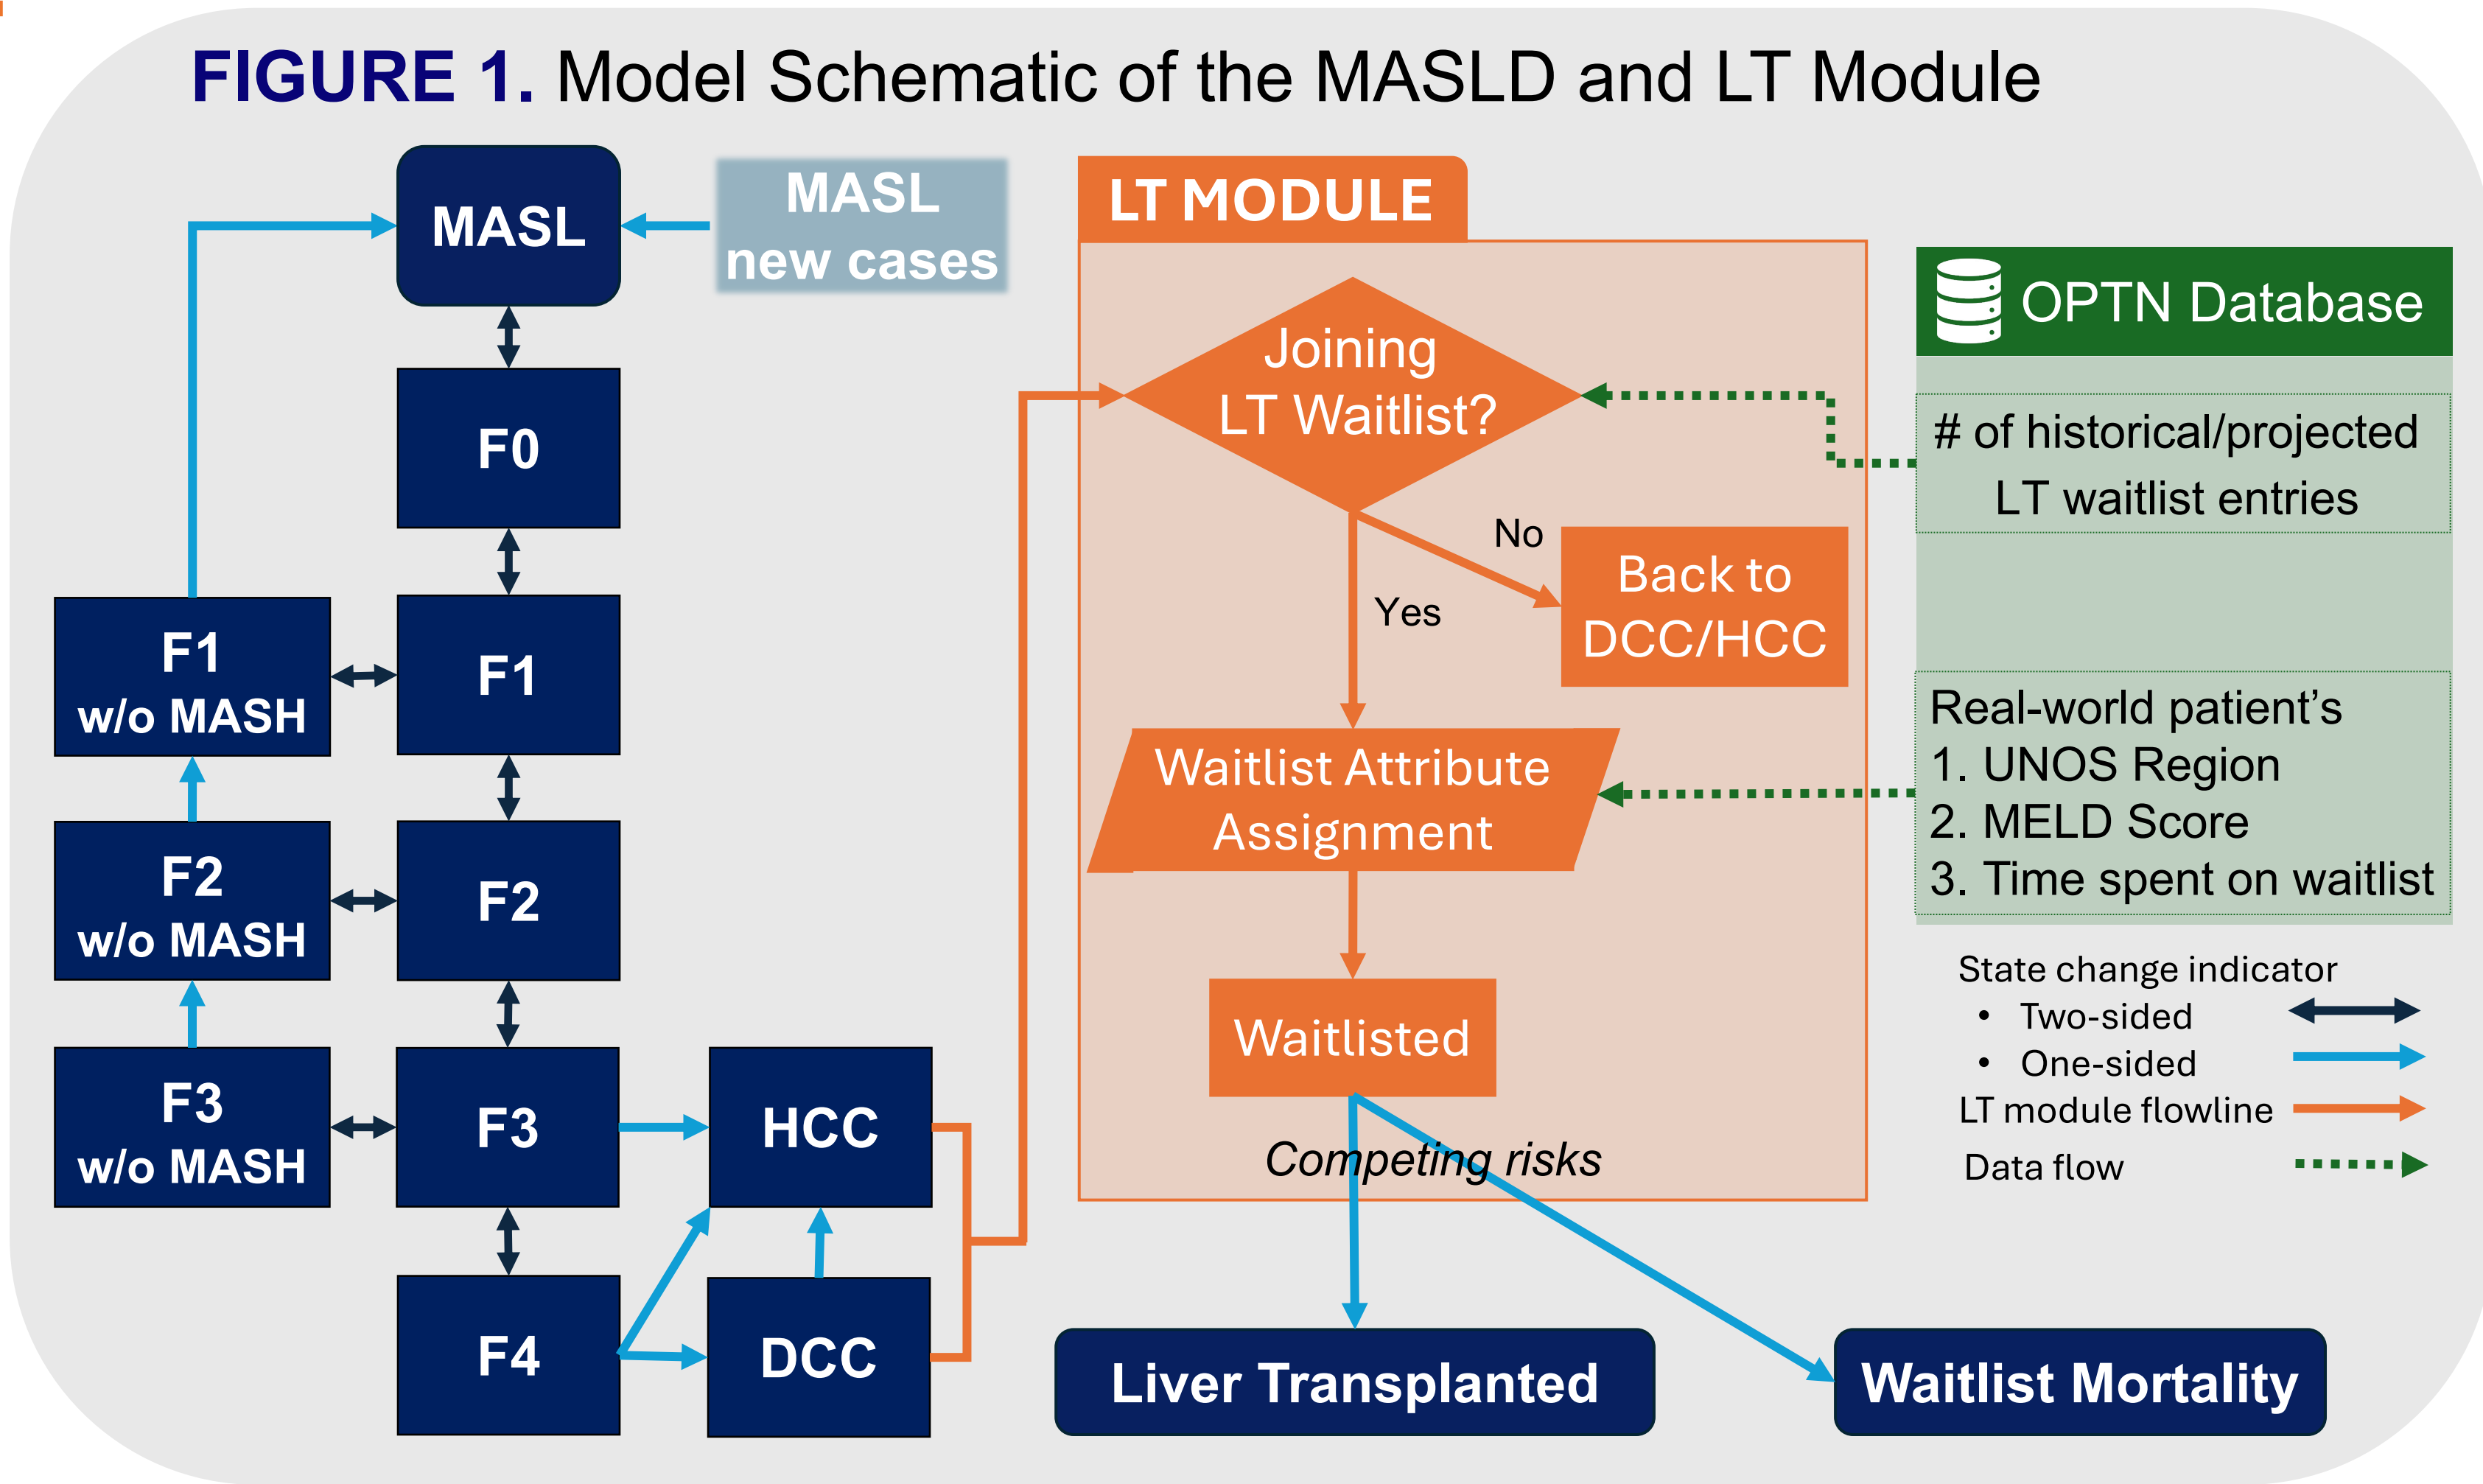 FIGURE 1. Model Schematic of the MASLD and LT Module
MASL
MASL
new cases
F0
F1
w/o MASH
F1
F2
w/o MASH
F2
F3
w/o MASH
F3
HCC
F4
DCC
LT MODULE
Joining
LT Waitlist?
No
Yes
Back to
DCC/HCC
Waitlist Attribute
Assignment
Waitlisted
Competing risks
Liver Transplanted
Waitlist Mortality
OPTN Database
# of historical/projected
LT waitlist entries
Real-world patient’s
1. UNOS Region
2. MELD Score
3. Time spent on waitlist
State change indicator
• Two-sided
• One-sided
LT module flowline
Data flow